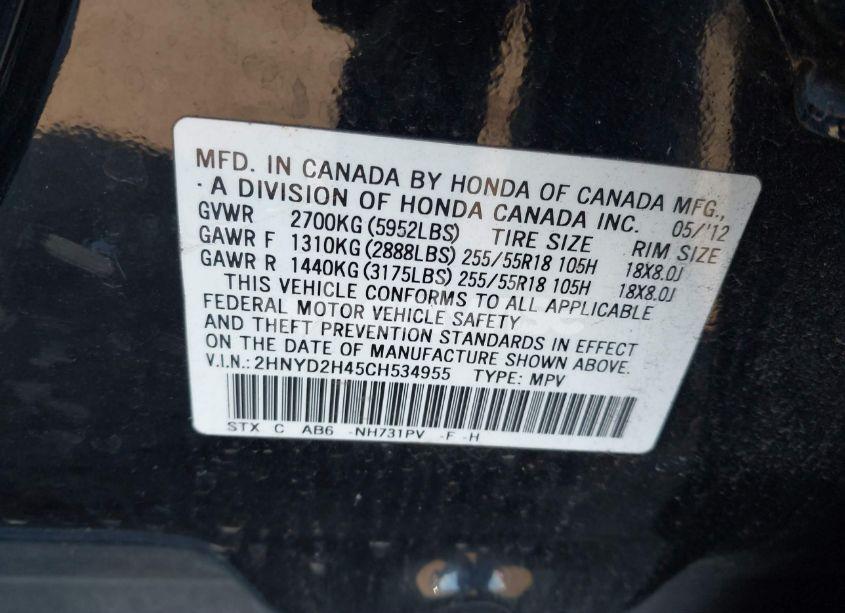 MFD. IN CANADA BY HONDA OF CANADA MFG.,
· A DIVISION OF HONDA CANADA INC. 05/'12
GVWR 2700KG (5952LBS) TIRE SIZE RIM SIZE
GAWR F 1310KG (2888LBS) 255/55R18 105H 18X8.0J
GAWR R 1440KG (3175LBS) 255/55R18 105H 18X8.0J
THIS VEHICLE CONFORMS TO ALL APPLICABLE
FEDERAL MOTOR VEHICLE SAFETY
AND THEFT PREVENTION STANDARDS IN EFFECT
ON THE DATE OF MANUFACTURE SHOWN ABOVE.
V.I.N.: 2HNYD2H45CH534955 TYPE: MPV
STX C AB6 -NH731PV -F -H